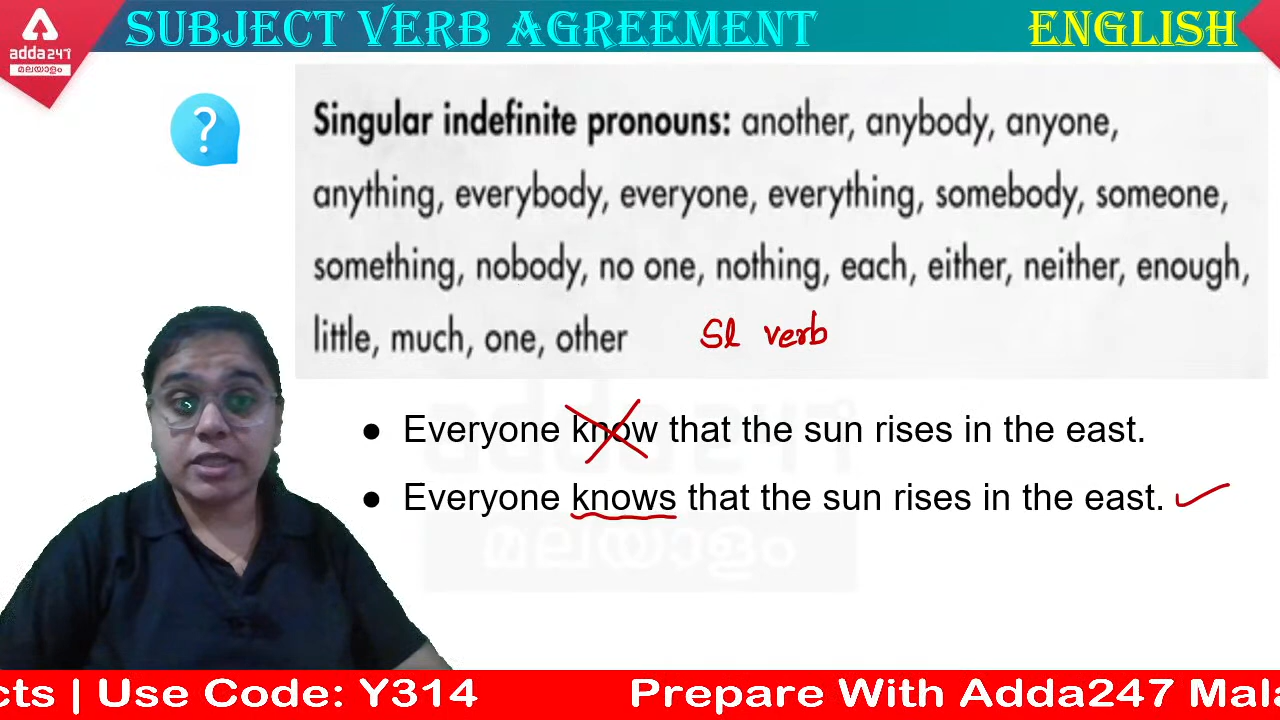 SUBJECT VERB AGREEMENT
ENGLISH
adda247
മലയാളം
?
Singular indefinite pronouns: another, anybody, anyone,
anything, everybody, everyone, everything, somebody, someone,
something, nobody, no one, nothing, each, either, neither, enough,
little, much, one, other
Sl verb
● Everyone know that the sun rises in the east.
● Everyone knows that the sun rises in the east.
adda247
മലയാളം
cts | Use Code: Y314
Prepare With Adda247 Mala